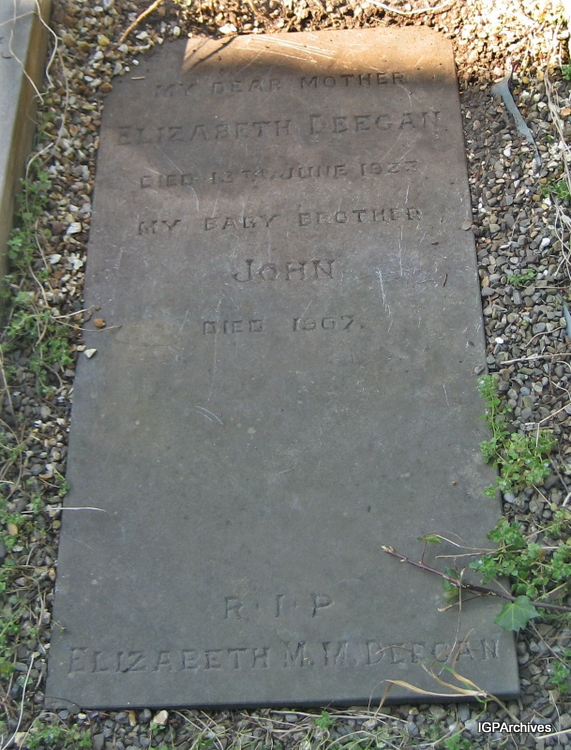 MY DEAR MOTHER
ELIZABETH DEEGAN.
DIED 13TH JUNE 1923.
MY BABY BROTHER
JOHN
DIED 1907.
R·I·P
ELIZABETH M. M. DEEGAN
IGPArchives